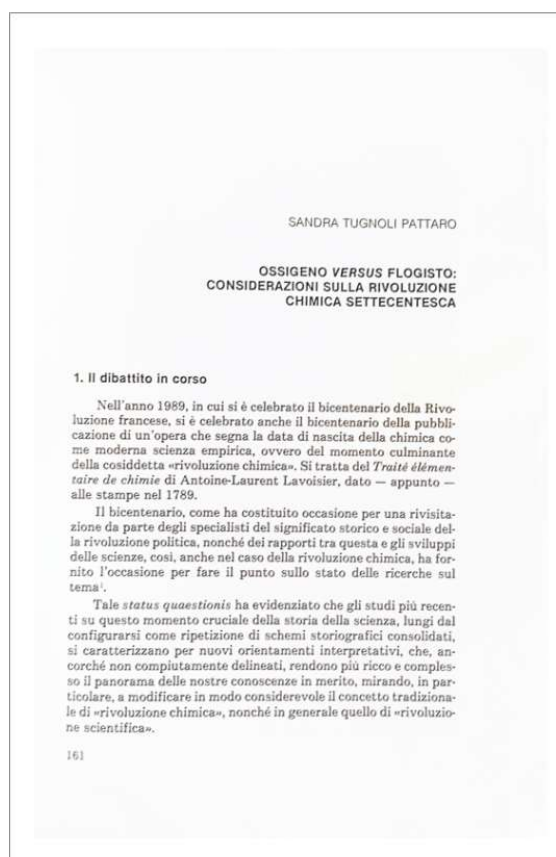 SANDRA TUGNOLI PATTARO
OSSIGENO VERSUS FLOGISTO:
CONSIDERAZIONI SULLA RIVOLUZIONE
CHIMICA SETTECENTESCA
1. Il dibattito in corso
Nell'anno 1989, in cui si è celebrato il bicentenario della Rivo-
luzione francese, si è celebrato anche il bicentenario della pubbli-
cazione di un'opera che segna la data di nascita della chimica co-
me moderna scienza empirica, ovvero del momento culminante
della cosiddetta «rivoluzione chimica». Si tratta del Traité élémen-
taire de chimie di Antoine-Laurent Lavoisier, dato — appunto —
alle stampe nel 1789.
Il bicentenario, come ha costituito occasione per una rivisita-
zione da parte degli specialisti del significato storico e sociale del-
la rivoluzione politica, nonché dei rapporti tra questa e gli sviluppi
delle scienze, così, anche nel caso della rivoluzione chimica, ha for-
nito l'occasione per fare il punto sullo stato delle ricerche sul
tema¹.
Tale status quaestionis ha evidenziato che gli studi più recen-
ti su questo momento cruciale della storia della scienza, lungi dal
configurarsi come ripetizione di schemi storiografici consolidati,
si caratterizzano per nuovi orientamenti interpretativi, che, an-
corché non compiutamente delineati, rendono più ricco e comples-
so il panorama delle nostre conoscenze in merito, mirando, in par-
ticolare, a modificare in modo considerevole il concetto tradiziona-
le di «rivoluzione chimica», nonché in generale quello di «rivoluzio-
ne scientifica».
161